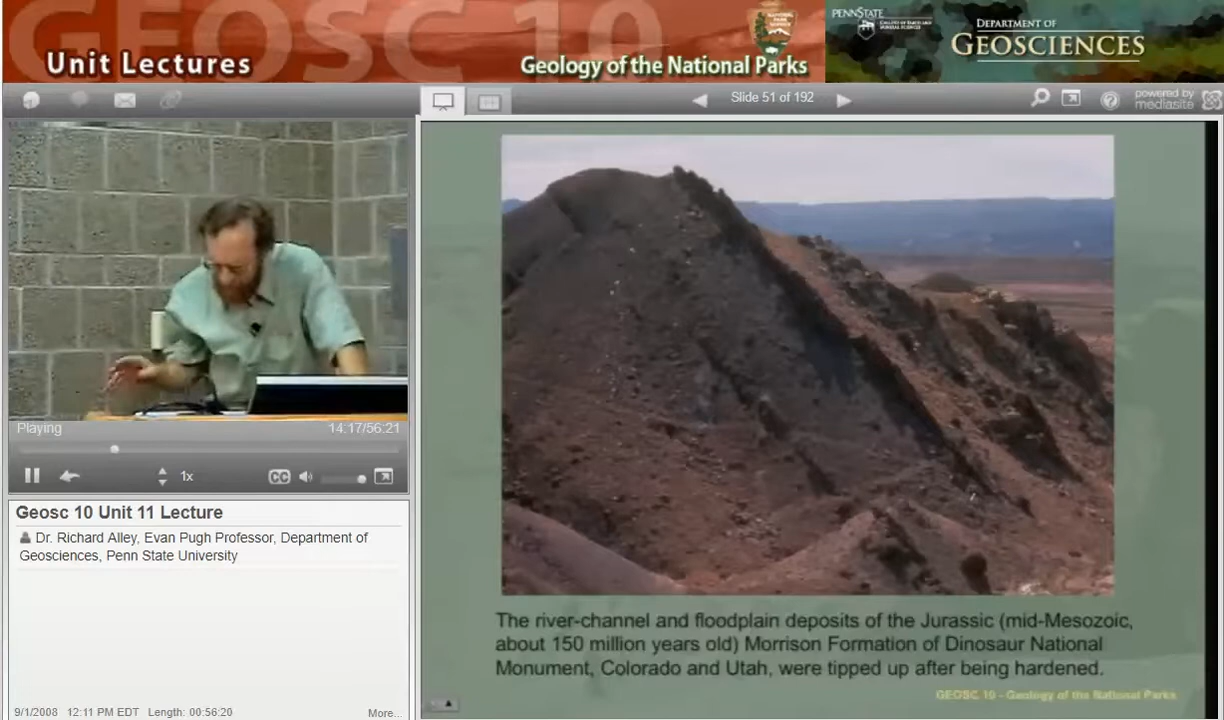 GEOSC 10
Unit Lectures
Geology of the National Parks
NATIONAL PARK SERVICE
PENNSTATE
DEPARTMENT OF
GEOSCIENCES
Slide 51 of 192
powered by
mediasite
Playing
14:17/56:21
1x
CC
Geosc 10 Unit 11 Lecture
Dr. Richard Alley, Evan Pugh Professor, Department of
Geosciences, Penn State University
The river-channel and floodplain deposits of the Jurassic (mid-Mesozoic,
about 150 million years old) Morrison Formation of Dinosaur National
Monument, Colorado and Utah, were tipped up after being hardened.
GEOSC 10 - Geology of the National Parks
9/1/2008 12:11 PM EDT Length: 00:56:20
More...